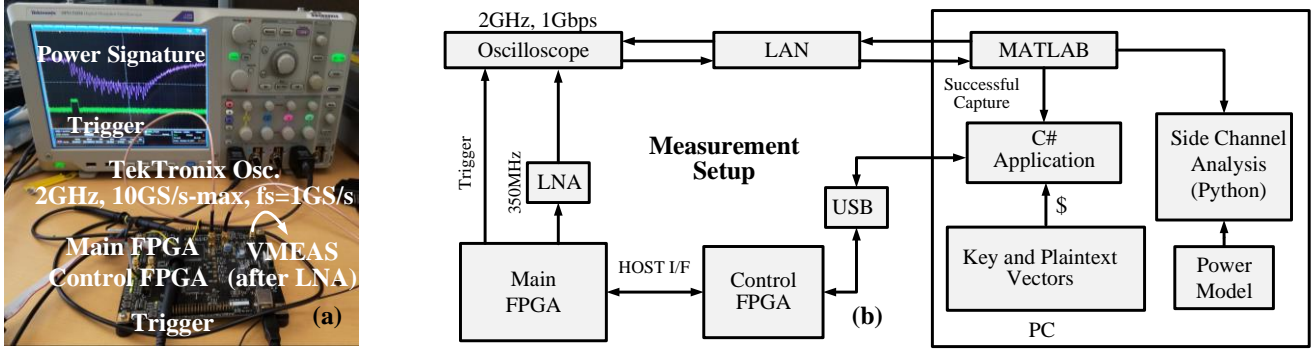 Tektronix
Power Signature
Trigger
TekTronix Osc.
2GHz, 10GS/s-max, fs=1GS/s
Main FPGA
VMEAS
Control FPGA
(after LNA)
Trigger
(a)
2GHz, 1Gbps
Oscilloscope
LAN
MATLAB
Successful
Capture
C#
Application
Side Channel
Analysis
(Python)
Measurement
Setup
Trigger
350MHz
LNA
USB
$
Main
FPGA
HOST I/F
Control
FPGA
(b)
Key and Plaintext
Vectors
Power
Model
PC